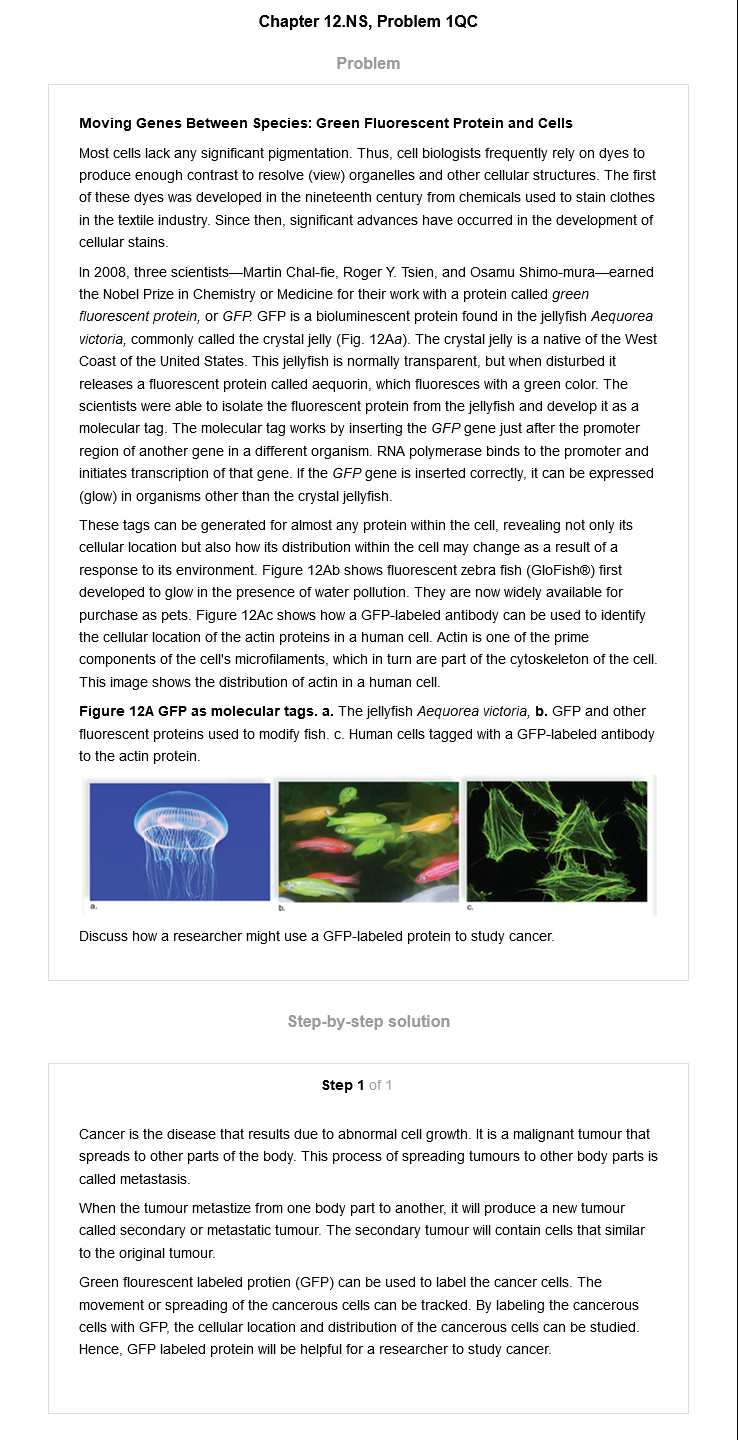 Chapter 12.NS, Problem 1QC
Problem
Moving Genes Between Species: Green Fluorescent Protein and Cells
Most cells lack any significant pigmentation. Thus, cell biologists frequently rely on dyes to
produce enough contrast to resolve (view) organelles and other cellular structures. The first
of these dyes was developed in the nineteenth century from chemicals used to stain clothes
in the textile industry. Since then, significant advances have occurred in the development of
cellular stains.
In 2008, three scientists—Martin Chal-fie, Roger Y. Tsien, and Osamu Shimo-mura—earned
the Nobel Prize in Chemistry or Medicine for their work with a protein called green
fluorescent protein, or GFP. GFP is a bioluminescent protein found in the jellyfish Aequorea
victoria, commonly called the crystal jelly (Fig. 12Aa). The crystal jelly is a native of the West
Coast of the United States. This jellyfish is normally transparent, but when disturbed it
releases a fluorescent protein called aequorin, which fluoresces with a green color. The
scientists were able to isolate the fluorescent protein from the jellyfish and develop it as a
molecular tag. The molecular tag works by inserting the GFP gene just after the promoter
region of another gene in a different organism. RNA polymerase binds to the promoter and
initiates transcription of that gene. If the GFP gene is inserted correctly, it can be expressed
(glow) in organisms other than the crystal jellyfish.
These tags can be generated for almost any protein within the cell, revealing not only its
cellular location but also how its distribution within the cell may change as a result of a
response to its environment. Figure 12Ab shows fluorescent zebra fish (GloFish®) first
developed to glow in the presence of water pollution. They are now widely available for
purchase as pets. Figure 12Ac shows how a GFP-labeled antibody can be used to identify
the cellular location of the actin proteins in a human cell. Actin is one of the prime
components of the cell's microfilaments, which in turn are part of the cytoskeleton of the cell.
This image shows the distribution of actin in a human cell.
Figure 12A GFP as molecular tags. a. The jellyfish Aequorea victoria, b. GFP and other
fluorescent proteins used to modify fish. c. Human cells tagged with a GFP-labeled antibody
to the actin protein.
a. b. c.
Discuss how a researcher might use a GFP-labeled protein to study cancer.
Step-by-step solution
Step 1 of 1
Cancer is the disease that results due to abnormal cell growth. It is a malignant tumour that
spreads to other parts of the body. This process of spreading tumours to other body parts is
called metastasis.
When the tumour metastize from one body part to another, it will produce a new tumour
called secondary or metastatic tumour. The secondary tumour will contain cells that similar
to the original tumour.
Green flourescent labeled protien (GFP) can be used to label the cancer cells. The
movement or spreading of the cancerous cells can be tracked. By labeling the cancerous
cells with GFP, the cellular location and distribution of the cancerous cells can be studied.
Hence, GFP labeled protein will be helpful for a researcher to study cancer.